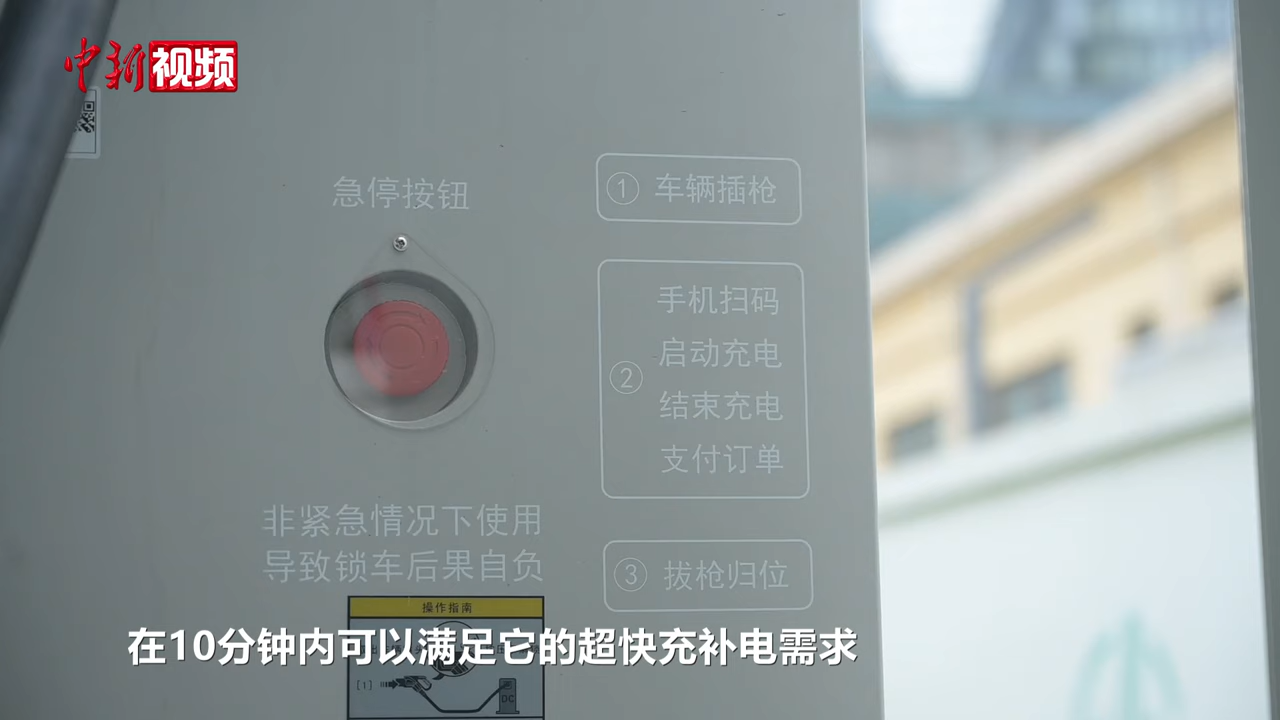 中新视频
急停按钮
① 车辆插枪
② 手机扫码
启动充电
结束充电
支付订单
非紧急情况下使用
导致锁车后果自负
③ 拔枪归位
操作指南
[1]
DC
在10分钟内可以满足它的超快充补电需求